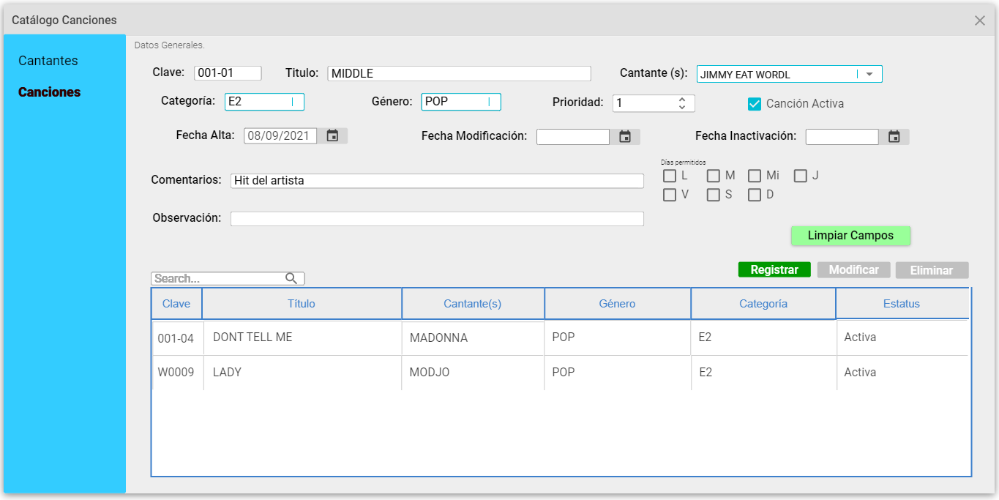 Catálogo Canciones
Cantantes
Canciones
Datos Generales.
Clave: 001-01 Titulo: MIDDLE Cantante (s): JIMMY EAT WORDL
Categoría: E2 Género: POP Prioridad: 1 Canción Activa
Fecha Alta: 08/09/2021 Fecha Modificación: Fecha Inactivación:
Días permitidos
Comentarios: Hit del artista L M Mi J
V S D
Observación:
Limpiar Campos
Registrar Modificar Eliminar
Search...
Clave Título Cantante(s) Género Categoría Estatus
001-04 DONT TELL ME MADONNA POP E2 Activa
W0009 LADY MODJO POP E2 Activa